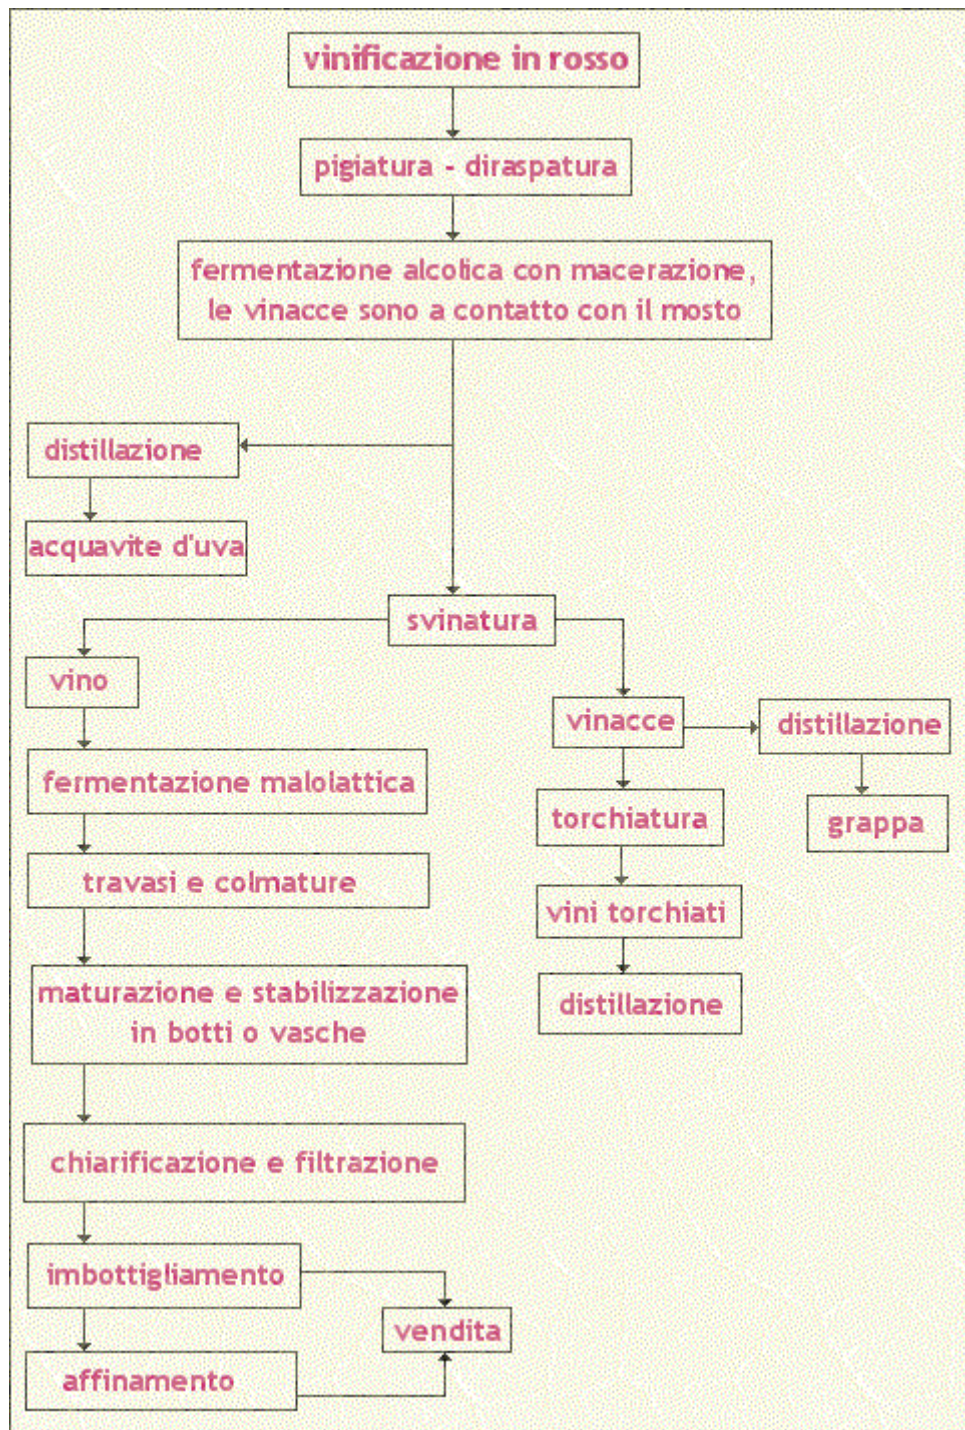 vinificazione in rosso
pigiatura - diraspatura
fermentazione alcolica con macerazione,
le vinacce sono a contatto con il mosto
distillazione
acquavite d'uva
svinatura
vino
vinacce
distillazione
fermentazione malolattica
torchiatura
grappa
travasi e colmature
vini torchiati
maturazione e stabilizzazione
in botti o vasche
distillazione
chiarificazione e filtrazione
imbottigliamento
vendita
affinamento